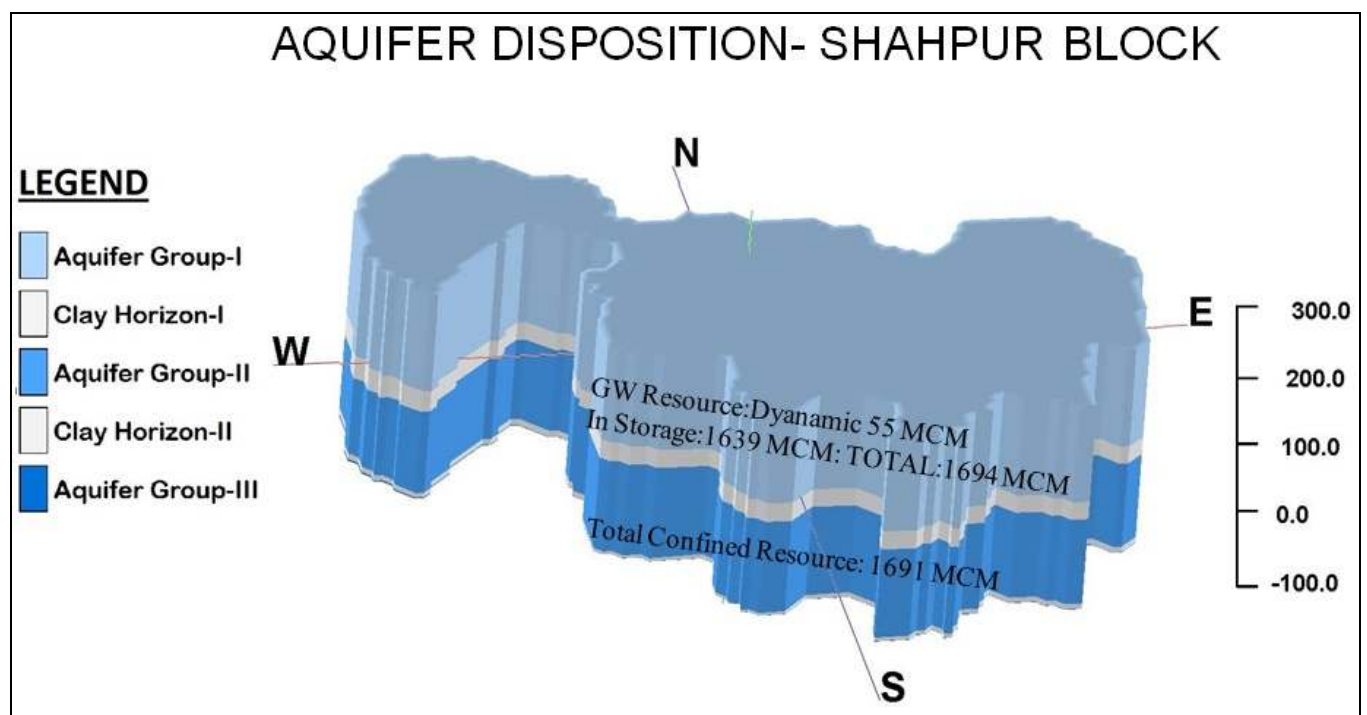 AQUIFER DISPOSITION- SHAHPUR BLOCK
LEGEND
Aquifer Group-I
Clay Horizon-I
Aquifer Group-II
Clay Horizon-II
Aquifer Group-III
N
W
E
S
300.0
200.0
100.0
0.0
-100.0
GW Resource:Dyanamic 55 MCM
In Storage:1639 MCM: TOTAL:1694 MCM
Total Confined Resource: 1691 MCM